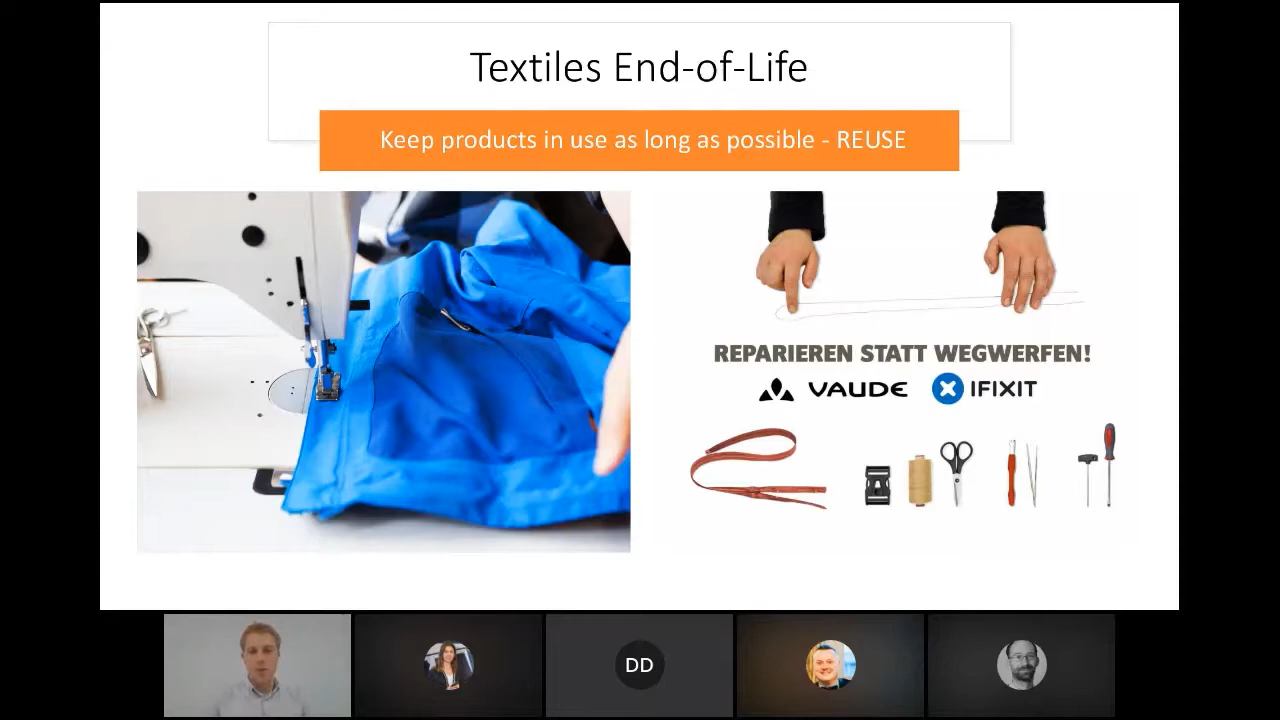 Textiles End-of-Life
Keep products in use as long as possible - REUSE
REPARIEREN STATT WEGWERFEN!
VAUDE IFIXIT
DD